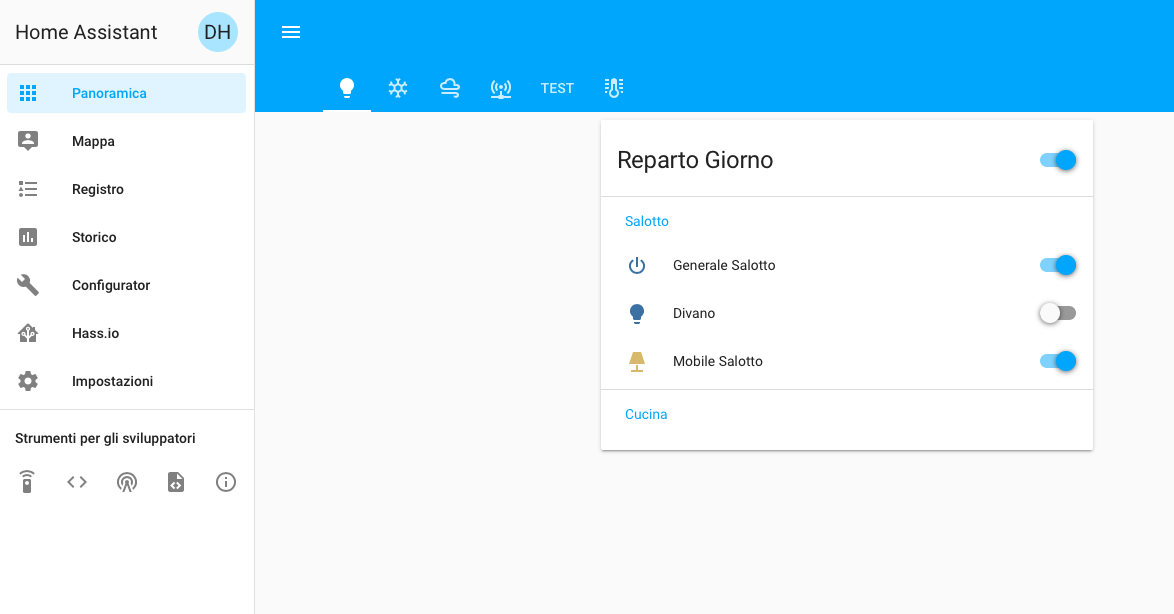 Home Assistant
DH
Panoramica
Mappa
Registro
Storico
Configurator
Hass.io
Impostazioni
Strumenti per gli sviluppatori
TEST
Reparto Giorno
Salotto
Generale Salotto
Divano
Mobile Salotto
Cucina